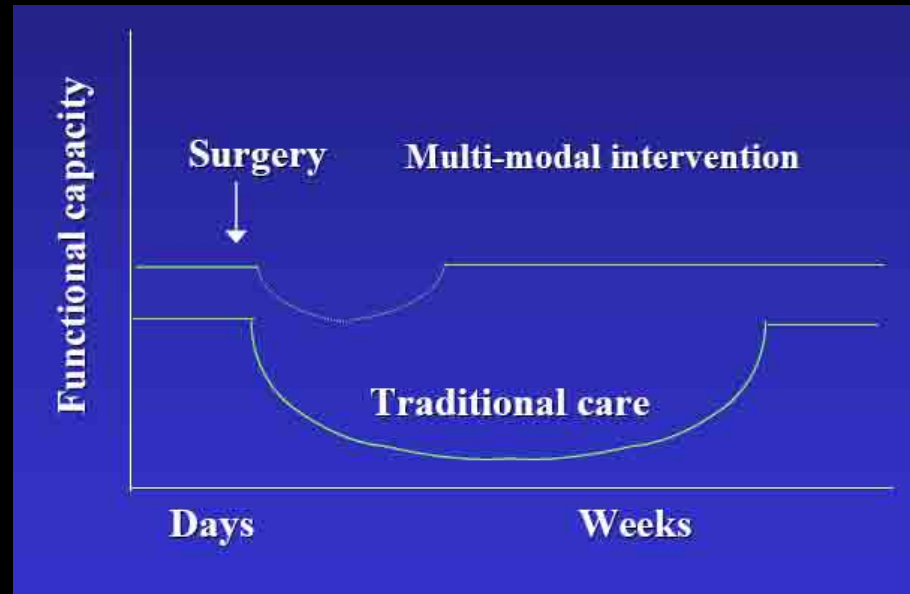 Functional capacity
Surgery
Multi-modal intervention
Traditional care
Days
Weeks